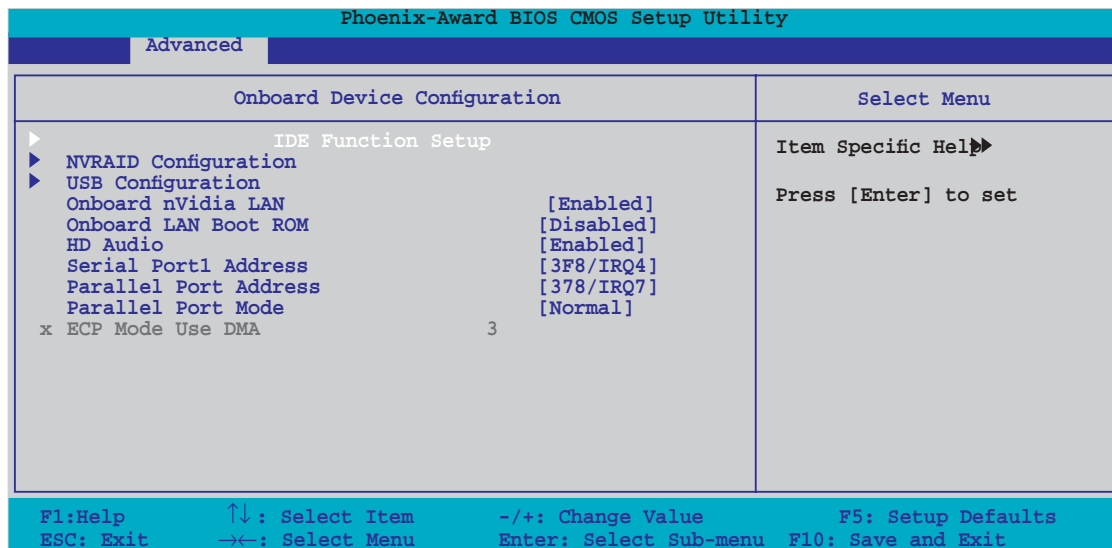 Phoenix-Award BIOS CMOS Setup Utility
Advanced
Onboard Device Configuration
Select Menu
IDE Function Setup
NVRAID Configuration
USB Configuration
Onboard nVidia LAN [Enabled]
Onboard LAN Boot ROM [Disabled]
HD Audio [Enabled]
Serial Port1 Address [3F8/IRQ4]
Parallel Port Address [378/IRQ7]
Parallel Port Mode [Normal]
x ECP Mode Use DMA 3
Item Specific Help
Press [Enter] to set
F1:Help ↑↓: Select Item -/+: Change Value F5: Setup Defaults
ESC: Exit →←: Select Menu Enter: Select Sub-menu F10: Save and Exit